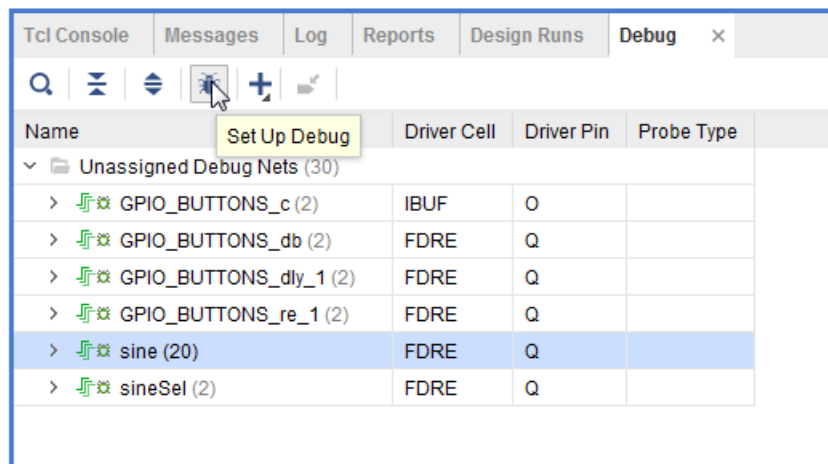 Tcl Console Messages Log Reports Design Runs Debug
Name Set Up Debug Driver Cell Driver Pin Probe Type
Unassigned Debug Nets (30)
GPIO_BUTTONS_c (2) IBUF O
GPIO_BUTTONS_db (2) FDRE Q
GPIO_BUTTONS_dly_1 (2) FDRE Q
GPIO_BUTTONS_re_1 (2) FDRE Q
sine (20) FDRE Q
sineSel (2) FDRE Q